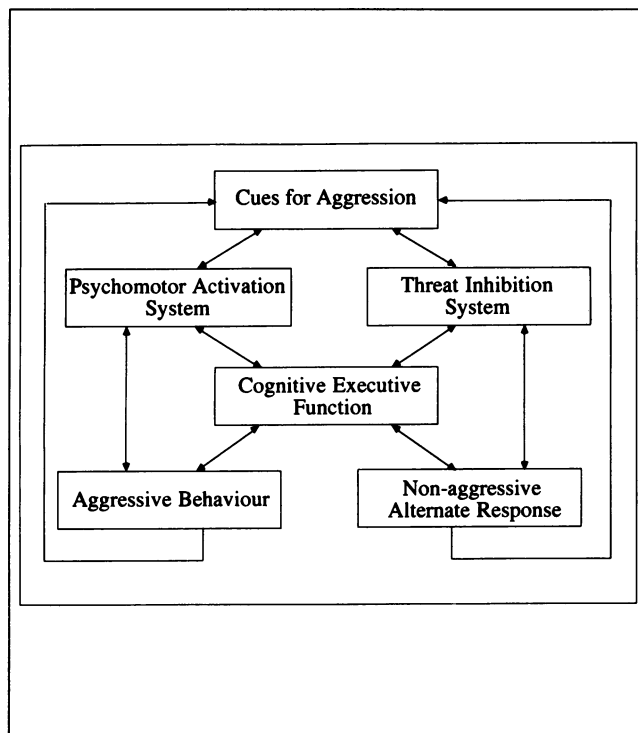 Cues for Aggression
Psychomotor Activation
System
Threat Inhibition
System
Cognitive Executive
Function
Aggressive Behaviour
Non-aggressive
Alternate Response